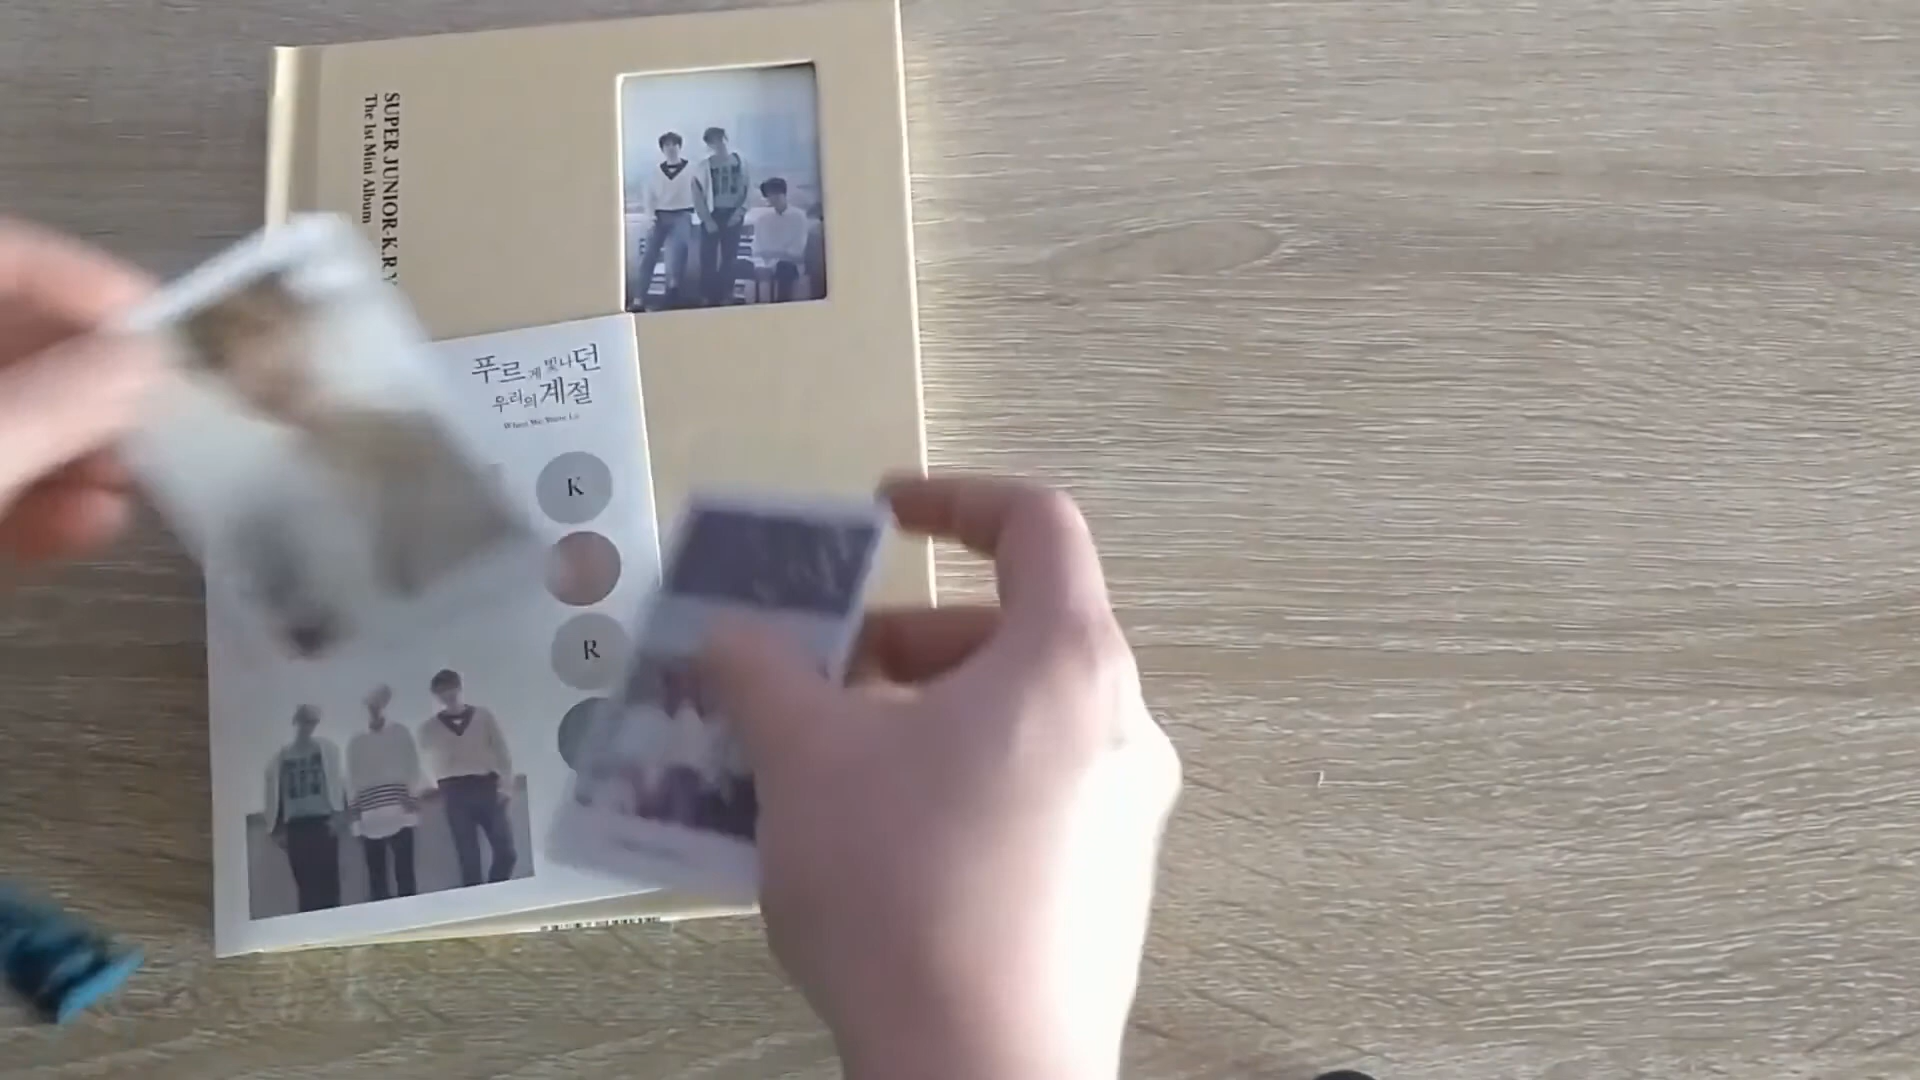 SUPER JUNIOR-K.R.Y.
The 1st Mini Album
푸르게 빛나던
우리의 계절
When We Were Us
K
R